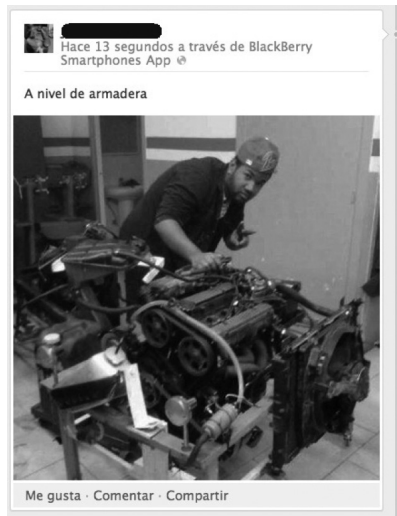 Hace 13 segundos a través de BlackBerry
Smartphones App
A nivel de armadera
Me gusta · Comentar · Compartir